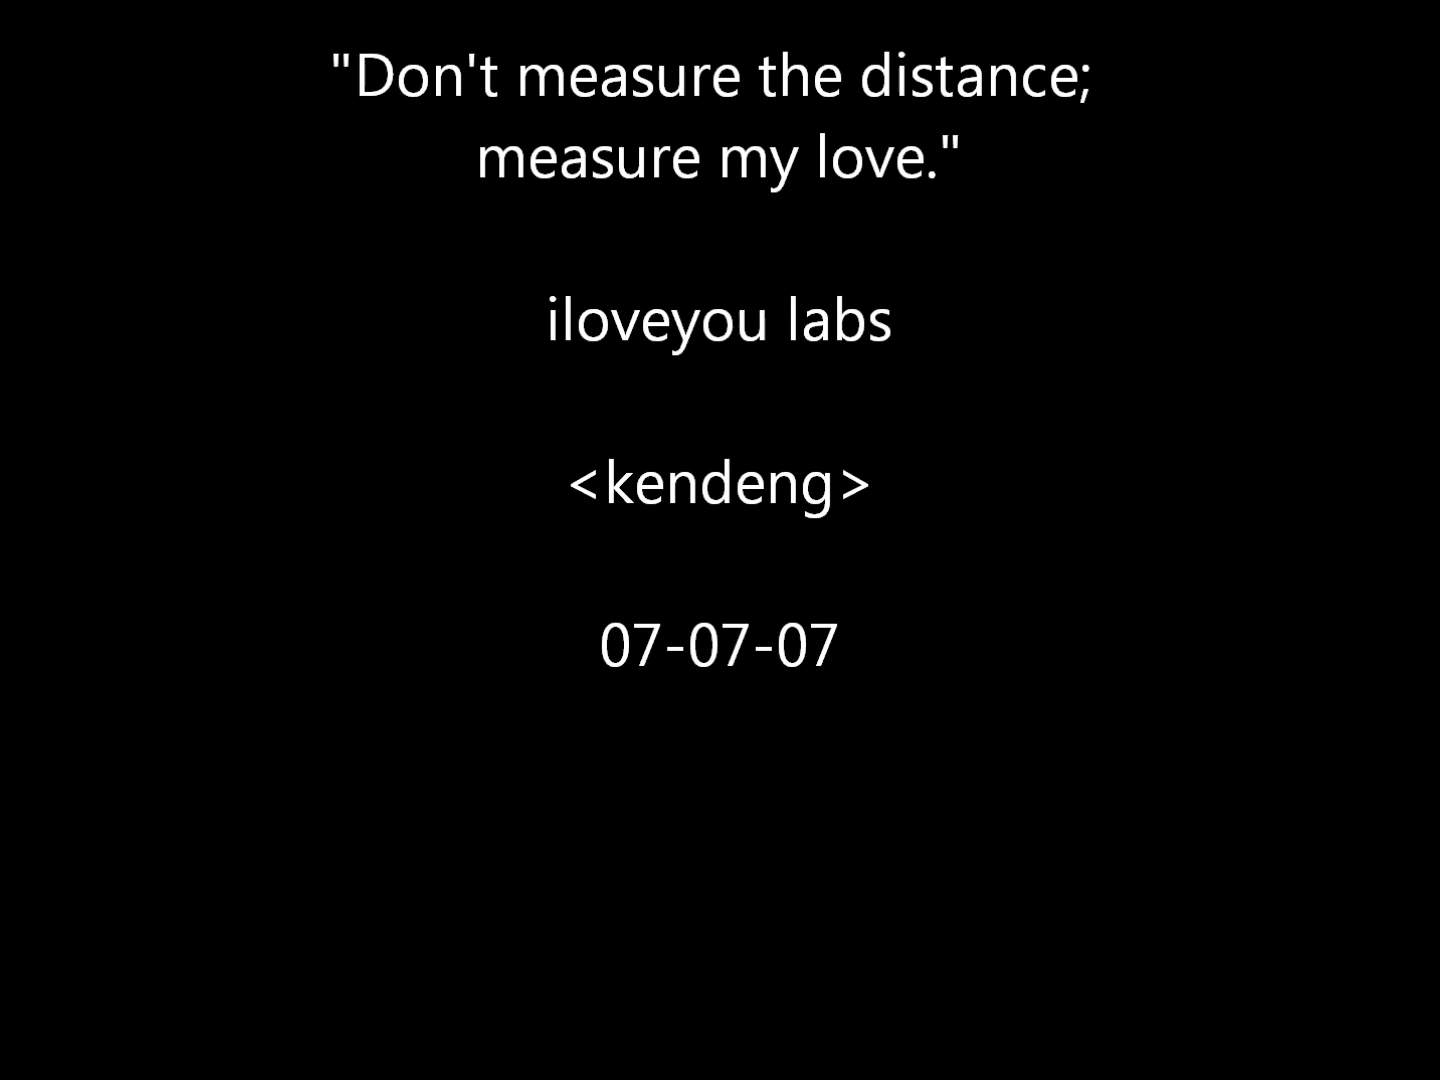 "Don't measure the distance;
measure my love."
iloveyou labs
<kendeng>
07-07-07